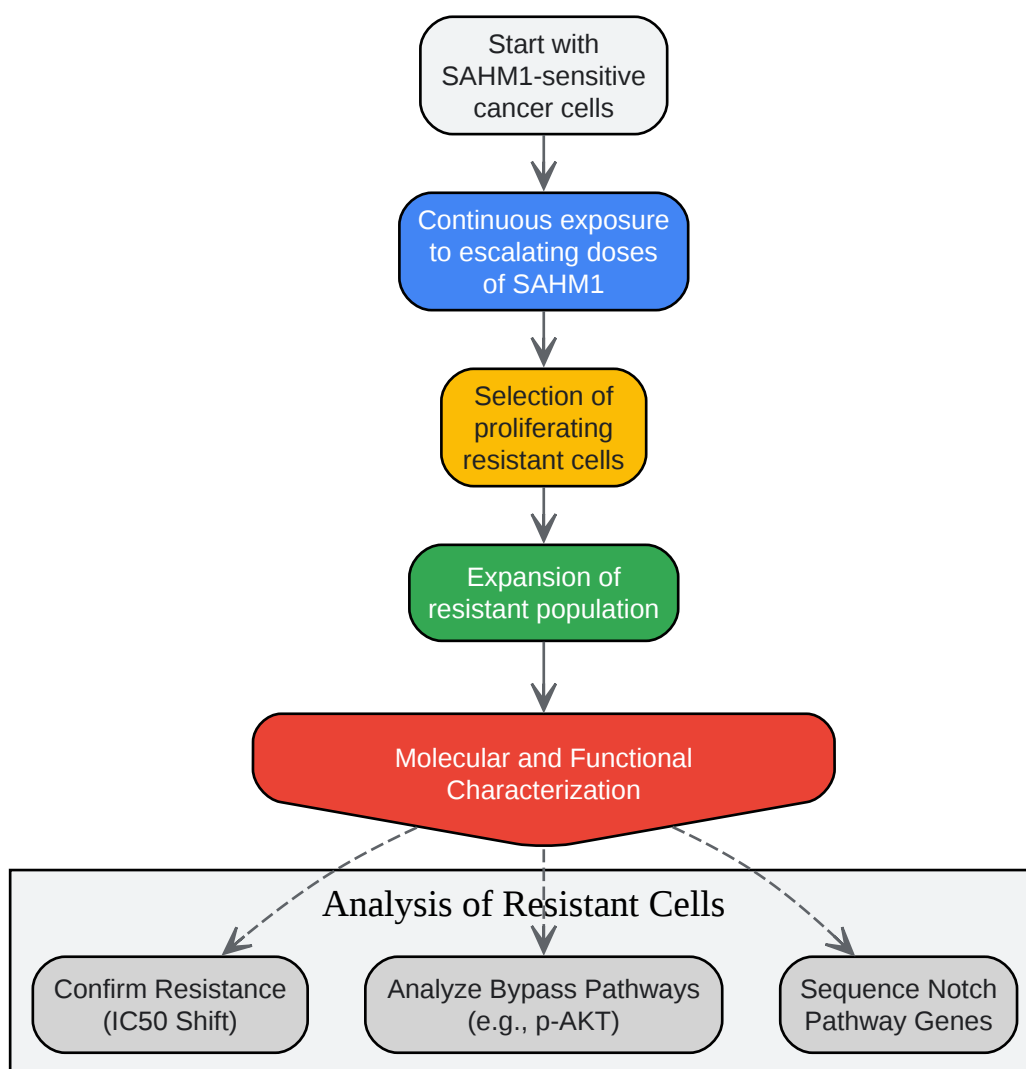 Start with
SAHM1-sensitive
cancer cells
Continuous exposure
to escalating doses
of SAHM1
Selection of
proliferating
resistant cells
Expansion of
resistant population
Molecular and Functional
Characterization
Analysis of Resistant Cells
Confirm Resistance
(IC50 Shift)
Analyze Bypass Pathways
(e.g., p-AKT)
Sequence Notch
Pathway Genes